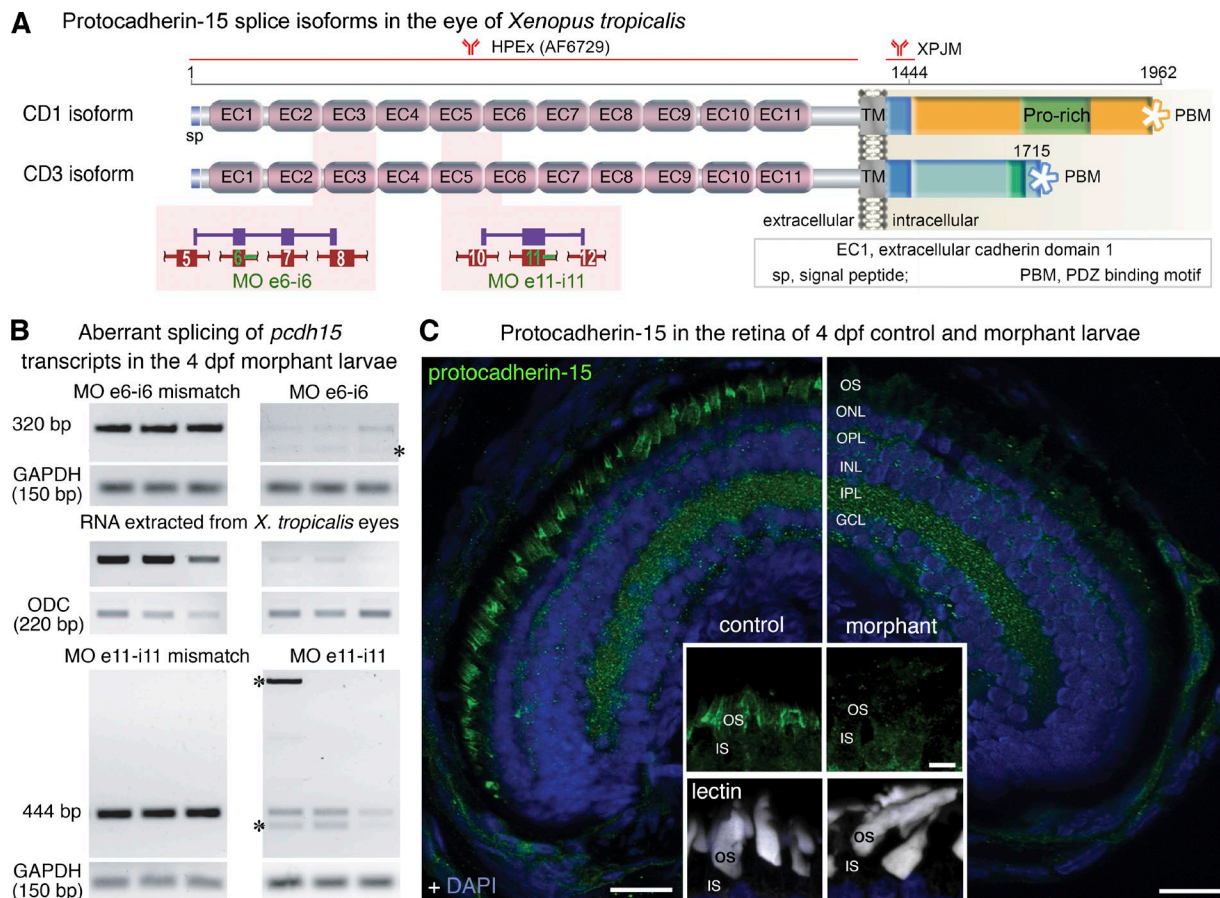 A Protocadherin-15 splice isoforms in the eye of Xenopus tropicalis
HPEx (AF6729)
XPJM
1
1444
1962
CD1 isoform
EC1 EC2 EC3 EC4 EC5 EC6 EC7 EC8 EC9 EC10 EC11 TM Pro-rich PBM
sp
1715
CD3 isoform
EC1 EC2 EC3 EC4 EC5 EC6 EC7 EC8 EC9 EC10 EC11 TM PBM
extracellular intracellular
5 6 7 8
10 11 12
MO e6-i6
MO e11-i11
EC1, extracellular cadherin domain 1
sp, signal peptide; PBM, PDZ binding motif
B Aberrant splicing of pcdh15
transcripts in the 4 dpf morphant larvae
MO e6-i6 mismatch MO e6-i6
320 bp
*
GAPDH
(150 bp)
RNA extracted from X. tropicalis eyes
ODC
(220 bp)
MO e11-i11 mismatch MO e11-i11
*
444 bp
*
GAPDH
(150 bp)
C Protocadherin-15 in the retina of 4 dpf control and morphant larvae
protocadherin-15
OS
ONL
OPL
INL
IPL
GCL
control morphant
OS
IS
OS
IS
lectin
OS
IS
OS
IS
+ DAPI